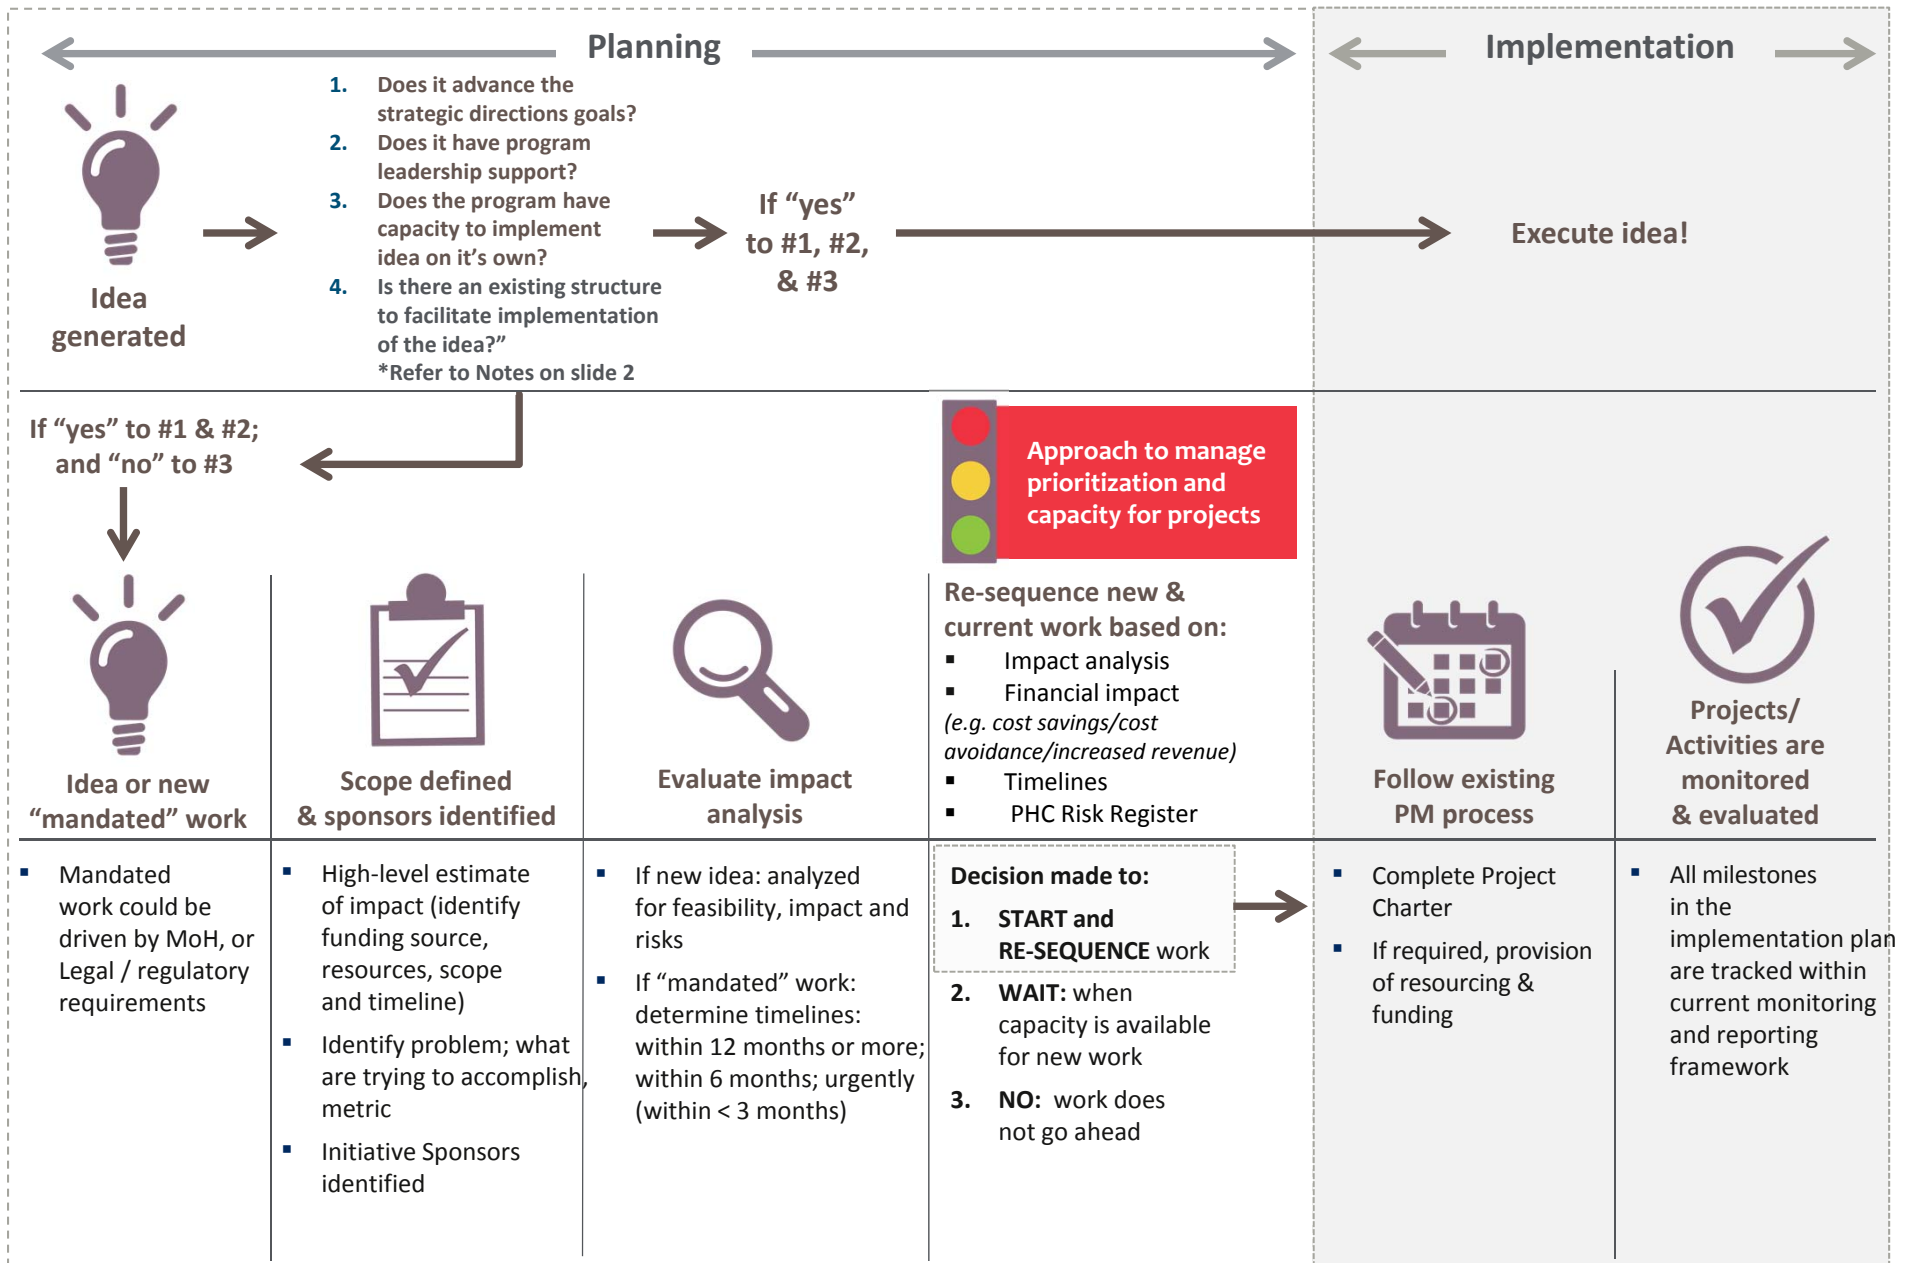 Planning
Implementation
1. Does it advance the
strategic directions goals?
2. Does it have program
leadership support?
3. Does the program have
capacity to implement
idea on it's own?
4. Is there an existing structure
to facilitate implementation
of the idea?”
*Refer to Notes on slide 2
Idea
generated
If “yes”
to #1, #2,
& #3
Execute idea!
If “yes” to #1 & #2;
and “no” to #3
Approach to manage
prioritization and
capacity for projects
Idea or new
“mandated” work
Scope defined
& sponsors identified
Evaluate impact
analysis
Re-sequence new &
current work based on:
▪ Impact analysis
▪ Financial impact
(e.g. cost savings/cost
avoidance/increased revenue)
▪ Timelines
▪ PHC Risk Register
Follow existing
PM process
Projects/
Activities are
monitored
& evaluated
▪ Mandated
work could be
driven by MoH, or
Legal / regulatory
requirements
▪ High-level estimate
of impact (identify
funding source,
resources, scope
and timeline)
▪ Identify problem; what
are trying to accomplish,
metric
▪ Initiative Sponsors
identified
▪ If new idea: analyzed
for feasibility, impact and
risks
▪ If “mandated” work:
determine timelines:
within 12 months or more;
within 6 months; urgently
(within < 3 months)
Decision made to:
1. START and
RE-SEQUENCE work
2. WAIT: when
capacity is available
for new work
3. NO: work does
not go ahead
▪ Complete Project
Charter
▪ If required, provision
of resourcing &
funding
▪ All milestones
in the
implementation plan
are tracked within
current monitoring
and reporting
framework